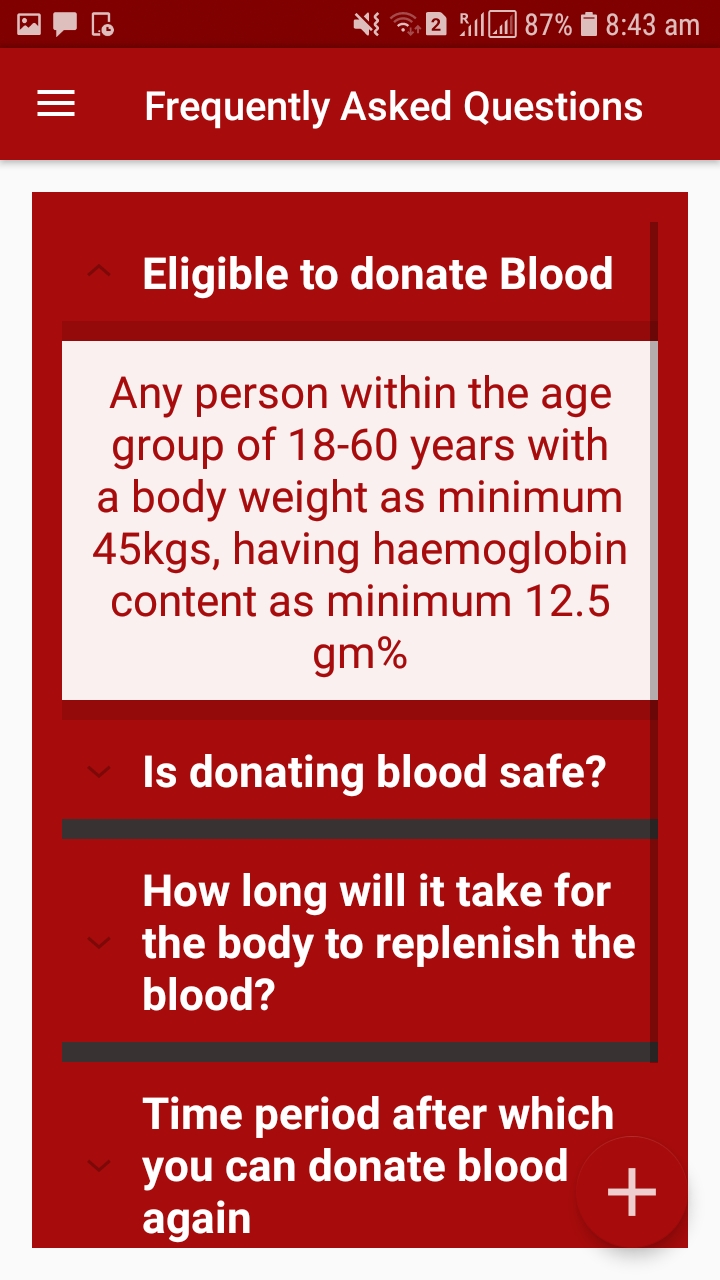 2 R 87% 8:43 am
Frequently Asked Questions
Eligible to donate Blood
Any person within the age
group of 18-60 years with
a body weight as minimum
45kgs, having haemoglobin
content as minimum 12.5
gm%
Is donating blood safe?
How long will it take for
the body to replenish the
blood?
Time period after which
you can donate blood
again